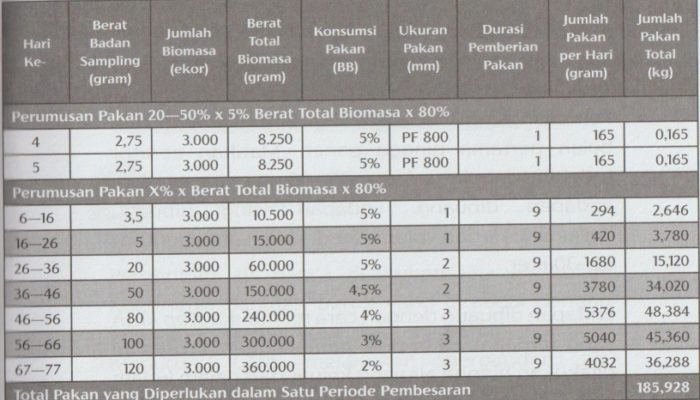 Hari Ke- | Berat Badan Sampling (gram) | Jumlah Biomasa (ekor) | Berat Total Biomasa (gram) | Konsumsi Pakan (BB) | Ukuran Pakan (mm) | Durasi Pemberian Pakan | Jumlah Pakan per Hari (gram) | Jumlah Pakan Total (kg)
Perumusan Pakan 20—50% x 5% Berat Total Biomasa x 80%
4 | 2,75 | 3.000 | 8.250 | 5% | PF 800 | 1 | 165 | 0,165
5 | 2,75 | 3.000 | 8.250 | 5% | PF 800 | 1 | 165 | 0,165
Perumusan Pakan X% x Berat Total Biomasa x 80%
6—16 | 3,5 | 3.000 | 10.500 | 5% | 1 | 9 | 294 | 2,646
16—26 | 5 | 3.000 | 15.000 | 5% | 1 | 9 | 420 | 3,780
26—36 | 20 | 3.000 | 60.000 | 5% | 2 | 9 | 1680 | 15,120
36—46 | 50 | 3.000 | 150.000 | 4,5% | 2 | 9 | 3780 | 34.020
46—56 | 80 | 3.000 | 240.000 | 4% | 3 | 9 | 5376 | 48,384
56—66 | 100 | 3.000 | 300.000 | 3% | 3 | 9 | 5040 | 45,360
67—77 | 120 | 3.000 | 360.000 | 2% | 3 | 9 | 4032 | 36,288
Total Pakan yang Diperlukan dalam Satu Periode Pembesaran | 185,928